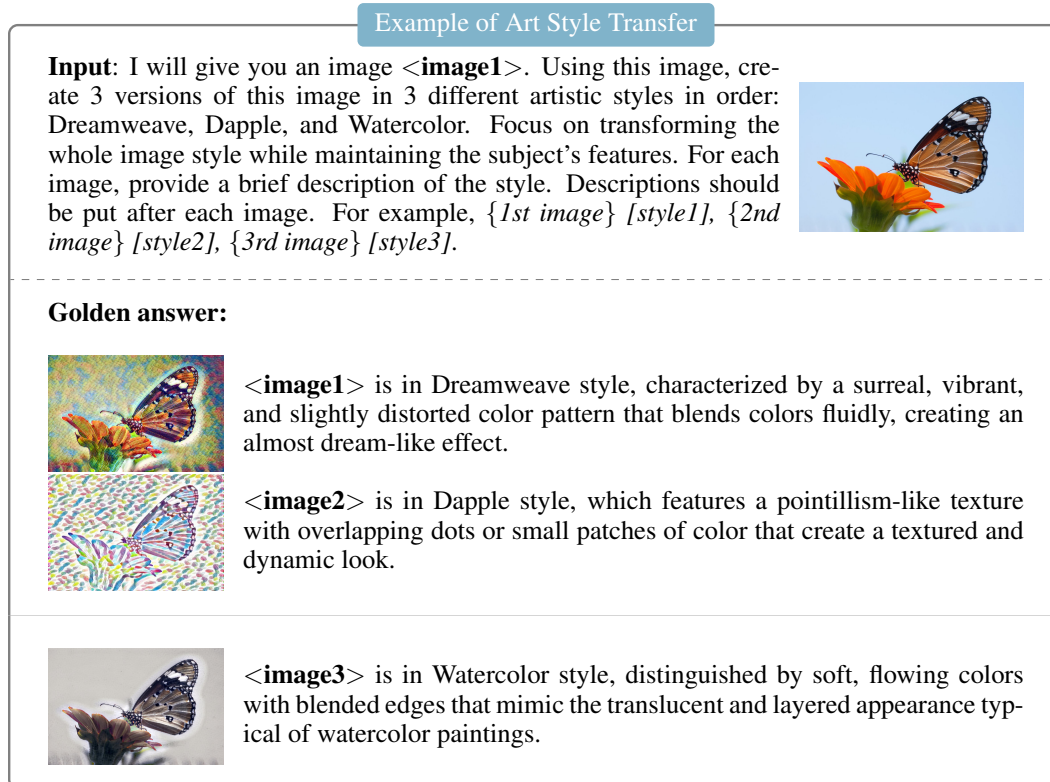 Example of Art Style Transfer
Input: I will give you an image <image1>. Using this image, cre-
ate 3 versions of this image in 3 different artistic styles in order:
Dreamweave, Dapple, and Watercolor. Focus on transforming the
whole image style while maintaining the subject's features. For each
image, provide a brief description of the style. Descriptions should
be put after each image. For example, {1st image} [style1], {2nd
image} [style2], {3rd image} [style3].
Golden answer:
<image1> is in Dreamweave style, characterized by a surreal, vibrant,
and slightly distorted color pattern that blends colors fluidly, creating an
almost dream-like effect.
<image2> is in Dapple style, which features a pointillism-like texture
with overlapping dots or small patches of color that create a textured and
dynamic look.
<image3> is in Watercolor style, distinguished by soft, flowing colors
with blended edges that mimic the translucent and layered appearance typ-
ical of watercolor paintings.